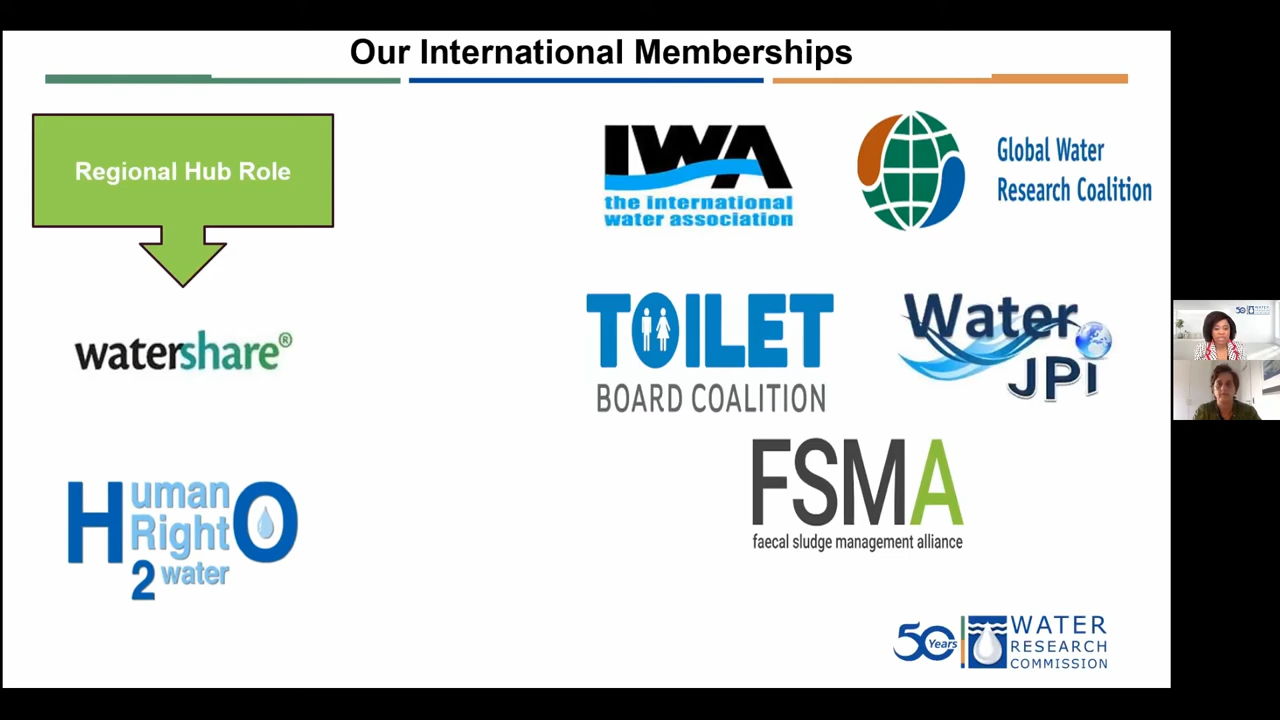 Our International Memberships
Regional Hub Role
watershare®
Human
Right
2 water
O
IWA
the international
water association
Global Water
Research Coalition
TOILET
BOARD COALITION
Water
JPI
FSMA
faecal sludge management alliance
50 Years
WATER
RESEARCH
COMMISSION